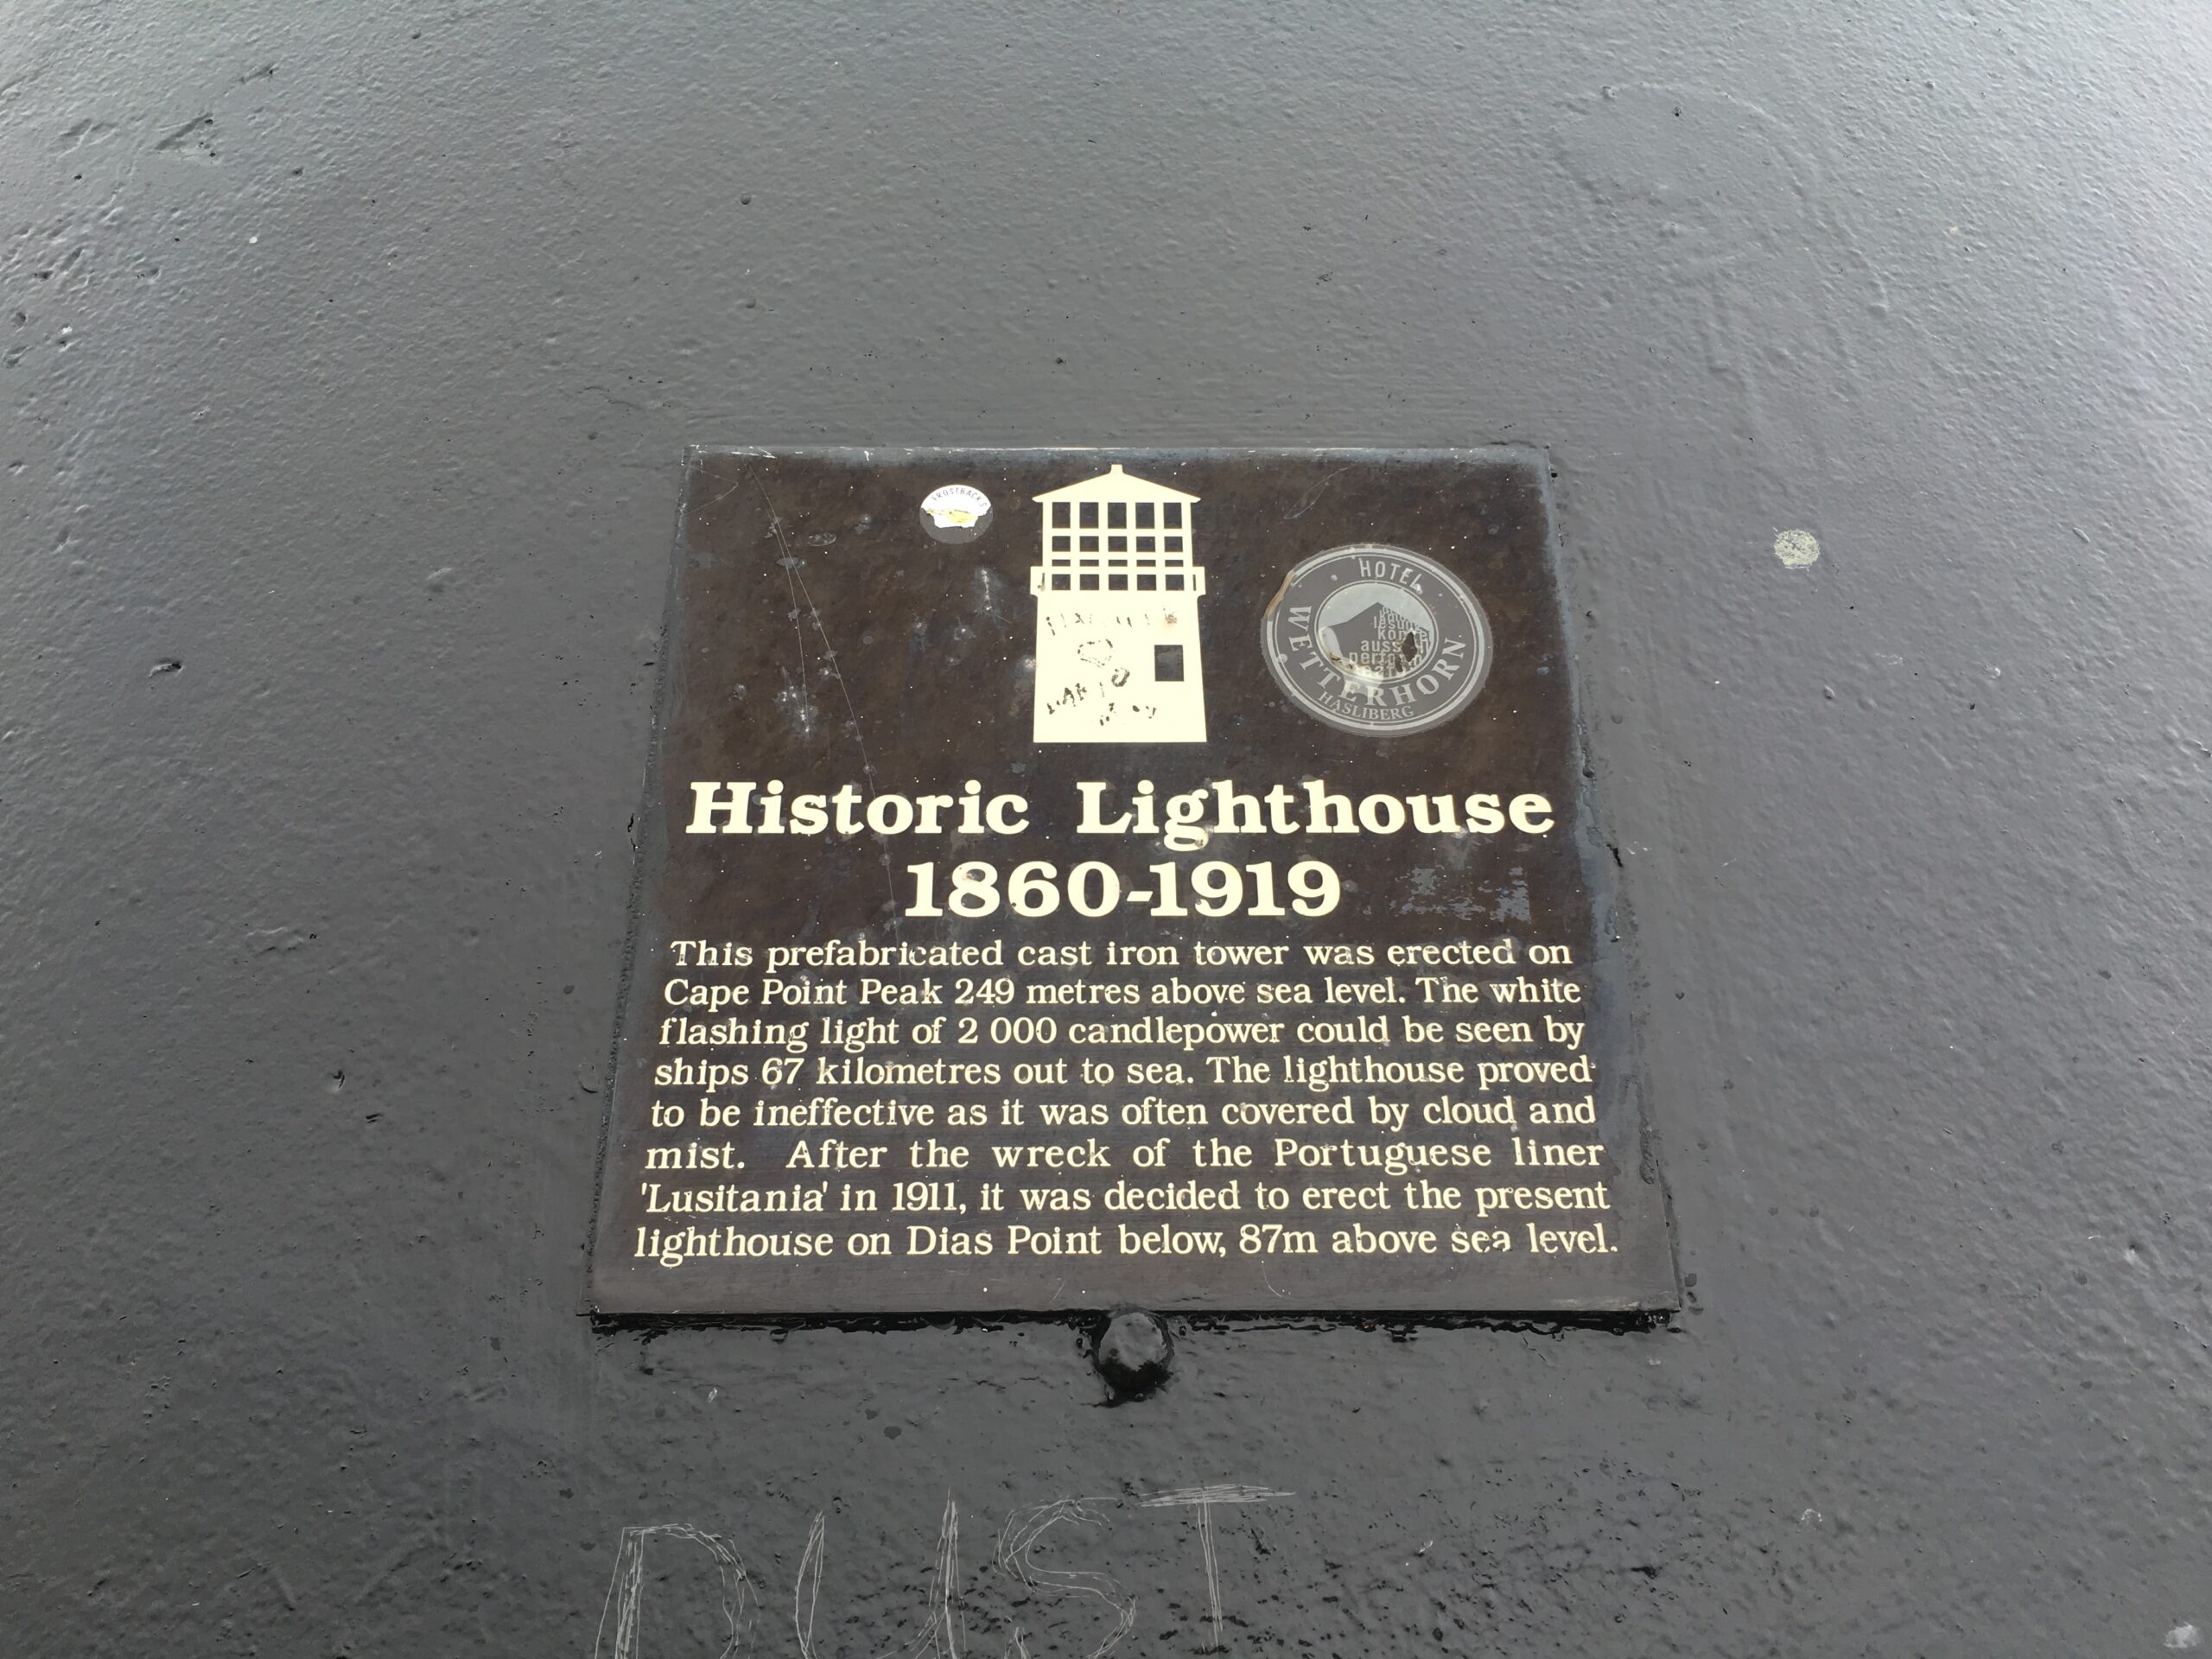 FROSTBACK'S
HOTEL
WETTERHORN
HASLIBERG
Historic Lighthouse
1860-1919
This prefabricated cast iron tower was erected on
Cape Point Peak 249 metres above sea level. The white
flashing light of 2 000 candlepower could be seen by
ships 67 kilometres out to sea. The lighthouse proved
to be ineffective as it was often covered by cloud and
mist. After the wreck of the Portuguese liner
'Lusitania' in 1911, it was decided to erect the present
lighthouse on Dias Point below, 87m above sea level.
DUST